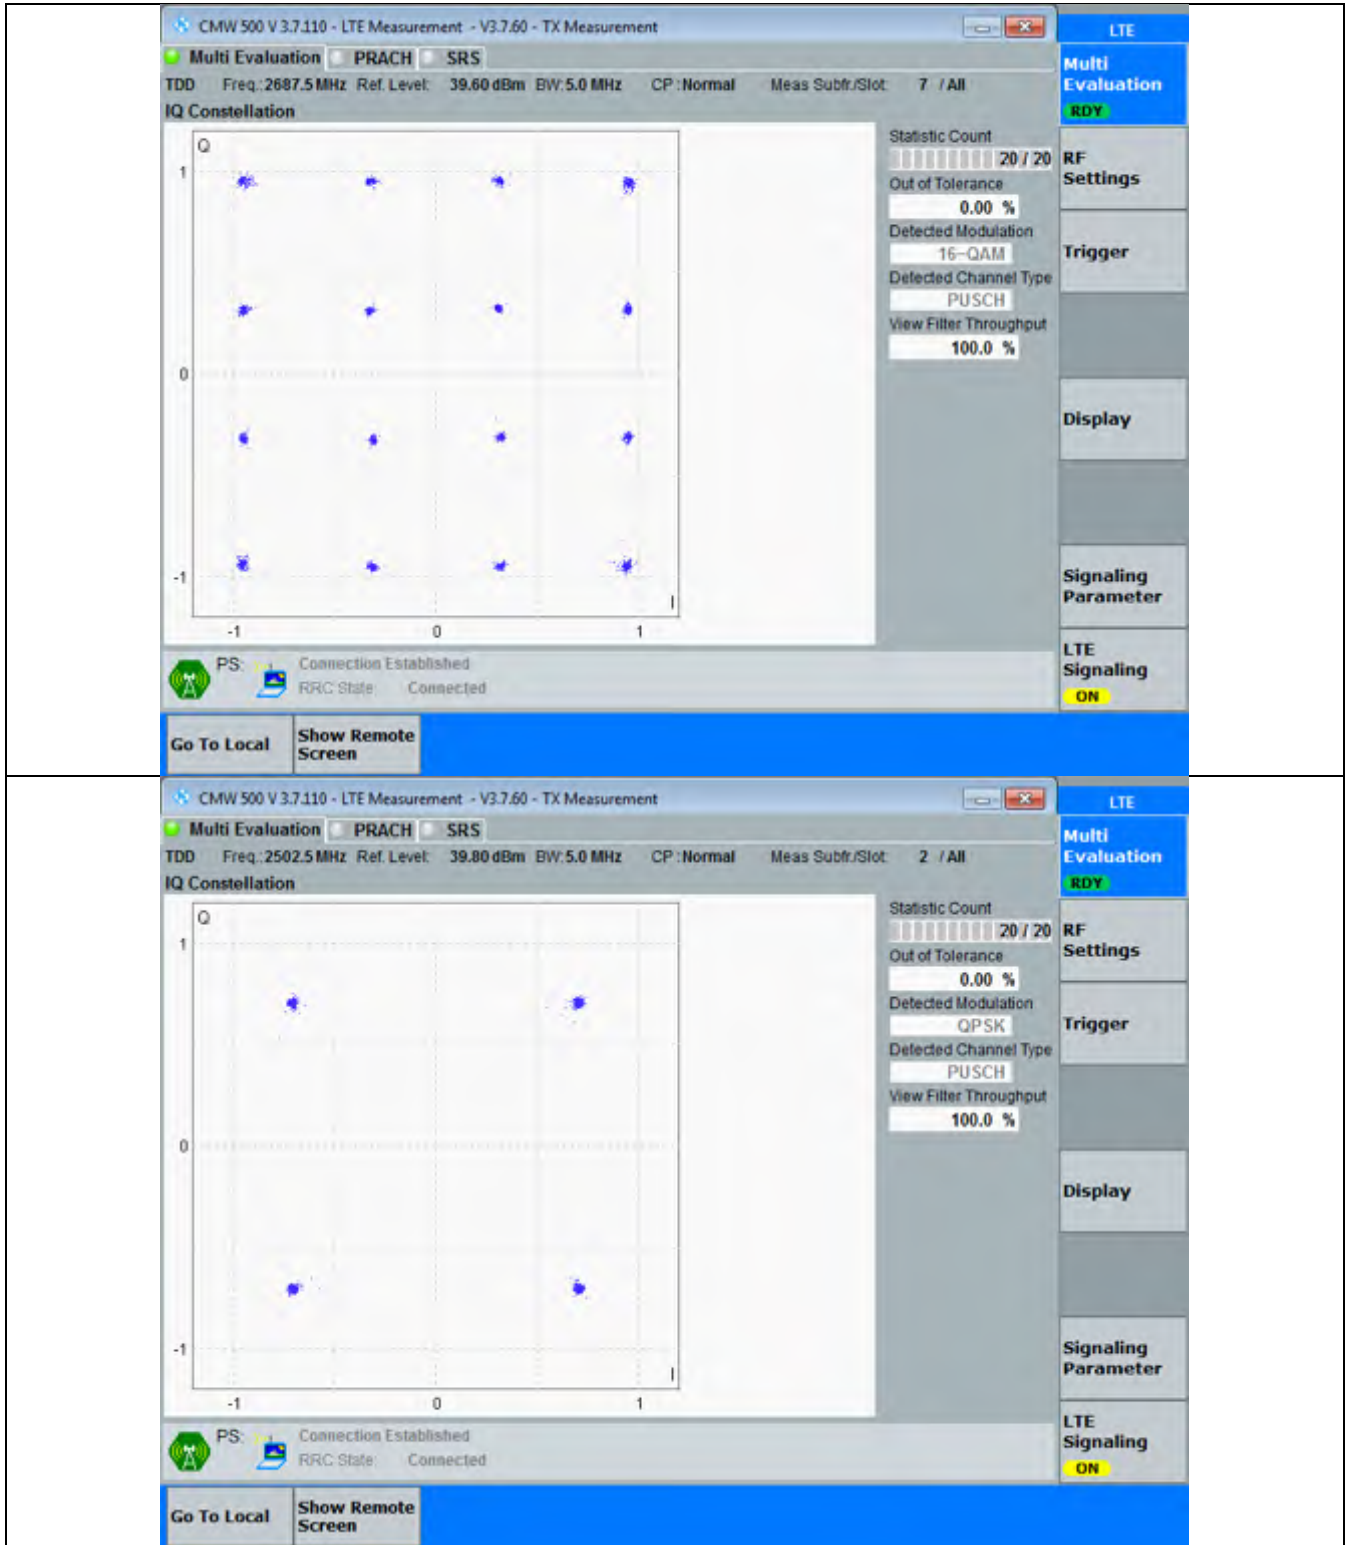 CMW 500 V 3.7.110 - LTE Measurement - V3.7.60 - TX Measurement
LTE
Multi Evaluation PRACH SRS
Multi
Evaluation
RDY
TDD Freq.:2687.5 MHz Ref. Level: 39.60 dBm BW:5.0 MHz CP :Normal Meas Subfr./Slot: 7 / All
IQ Constellation
Q
1
0
-1
-1 0 1
I
Statistic Count
20 / 20
Out of Tolerance
0.00 %
Detected Modulation
16-QAM
Detected Channel Type
PUSCH
View Filter Throughput
100.0 %
RF
Settings
Trigger
Display
Signaling
Parameter
LTE
Signaling
ON
PS: Connection Established
RRC State: Connected
Go To Local
Show Remote
Screen
CMW 500 V 3.7.110 - LTE Measurement - V3.7.60 - TX Measurement
LTE
Multi Evaluation PRACH SRS
Multi
Evaluation
RDY
TDD Freq.:2502.5 MHz Ref. Level: 39.80 dBm BW:5.0 MHz CP :Normal Meas Subfr./Slot: 2 / All
IQ Constellation
Q
1
0
-1
-1 0 1
I
Statistic Count
20 / 20
Out of Tolerance
0.00 %
Detected Modulation
QPSK
Detected Channel Type
PUSCH
View Filter Throughput
100.0 %
RF
Settings
Trigger
Display
Signaling
Parameter
LTE
Signaling
ON
PS: Connection Established
RRC State: Connected
Go To Local
Show Remote
Screen